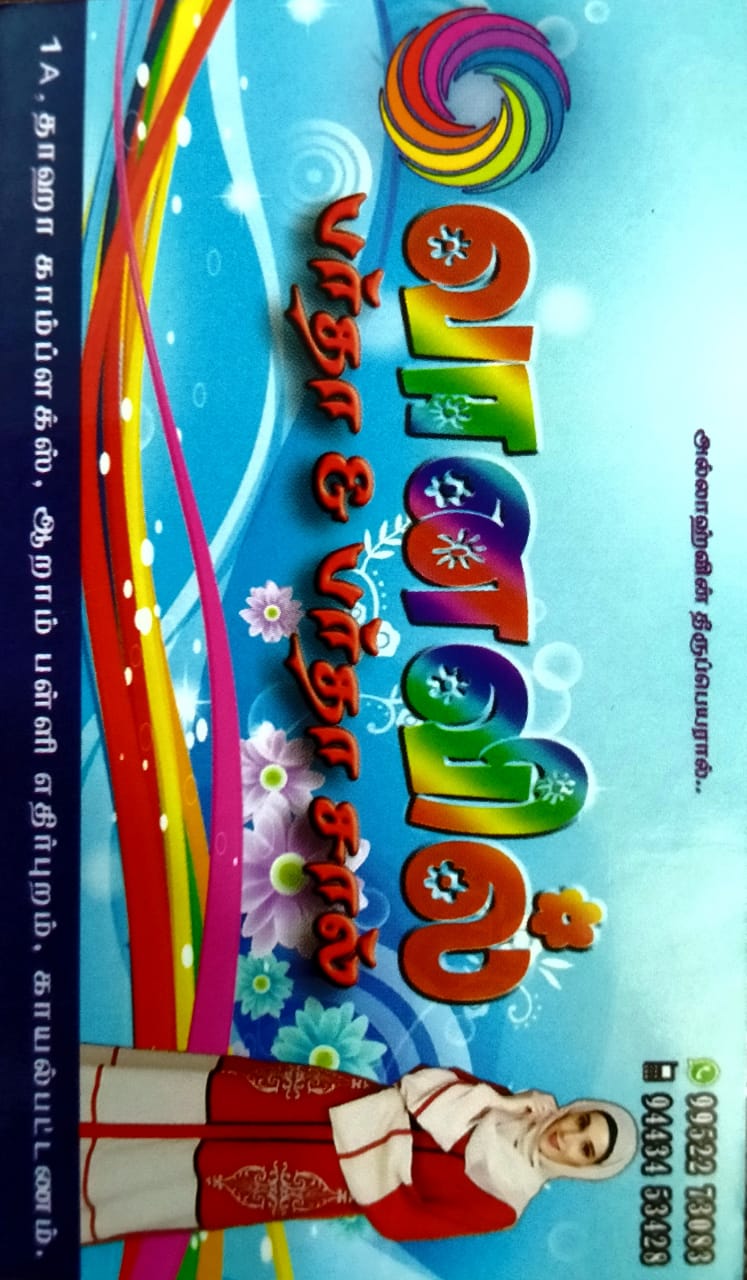 அல்லாஹ்வின் திருப்பெயரால்..
99522 73083
94434 53428
வானவில்
பர்தா & பர்தா சால்
1A, தாஹா காம்ப்ளக்ஸ், ஆறாம் பள்ளி எதிர்புறம், காயல்பட்டணம்.